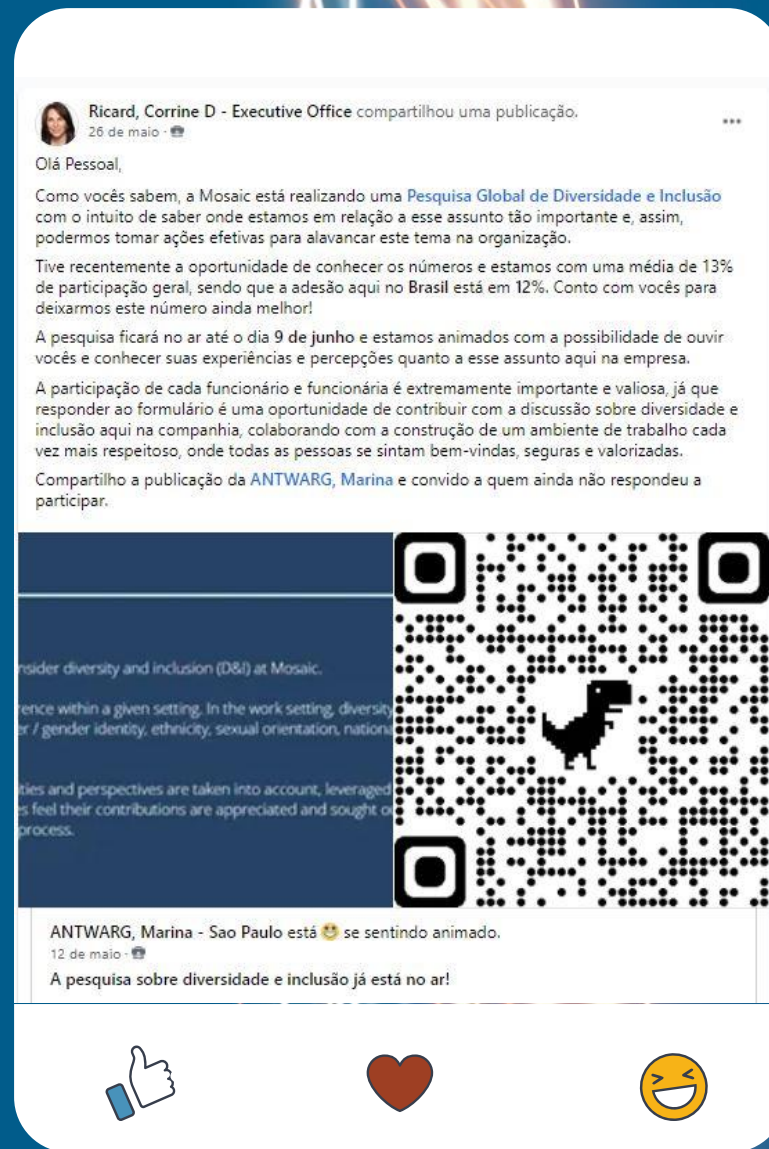 Ricard, Corrine D - Executive Office compartilhou uma publicação.
26 de maio ·
Olá Pessoal,
Como vocês sabem, a Mosaic está realizando uma Pesquisa Global de Diversidade e Inclusão
com o intuito de saber onde estamos em relação a esse assunto tão importante e, assim,
podermos tomar ações efetivas para alavancar este tema na organização.
Tive recentemente a oportunidade de conhecer os números e estamos com uma média de 13%
de participação geral, sendo que a adesão aqui no Brasil está em 12%. Conto com vocês para
deixarmos este número ainda melhor!
A pesquisa ficará no ar até o dia 9 de junho e estamos animados com a possibilidade de ouvir
vocês e conhecer suas experiências e percepções quanto a esse assunto aqui na empresa.
A participação de cada funcionário e funcionária é extremamente importante e valiosa, já que
responder ao formulário é uma oportunidade de contribuir com a discussão sobre diversidade e
inclusão aqui na companhia, colaborando com a construção de um ambiente de trabalho cada
vez mais respeitoso, onde todas as pessoas se sintam bem-vindas, seguras e valorizadas.
Compartilho a publicação da ANTWARG, Marina e convido a quem ainda não respondeu a
participar.
nsider diversity and inclusion (D&I) at Mosaic.
rence within a given setting. In the work setting, diversity
er / gender identity, ethnicity, sexual orientation, nationa
ties and perspectives are taken into account, leveraged
s feel their contributions are appreciated and sought o
process.
ANTWARG, Marina - Sao Paulo está 😀 se sentindo animado.
12 de maio ·
A pesquisa sobre diversidade e inclusão já está no ar!